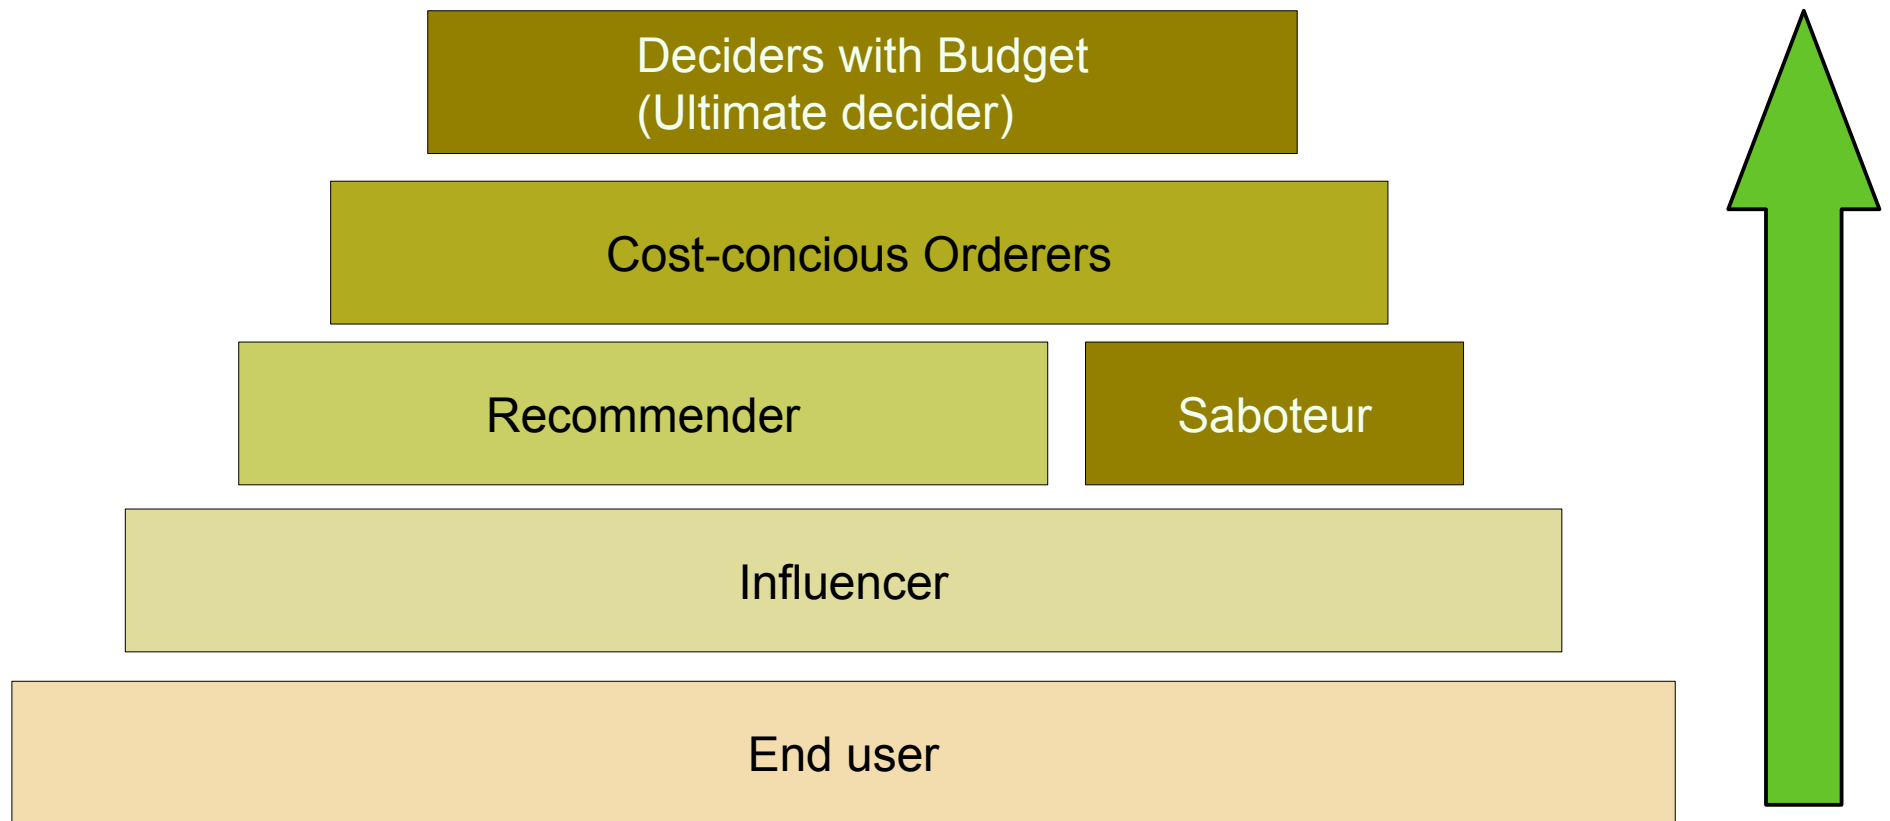 Deciders with Budget
(Ultimate decider)
Cost-concious Orderers
Recommender
Saboteur
Influencer
End user